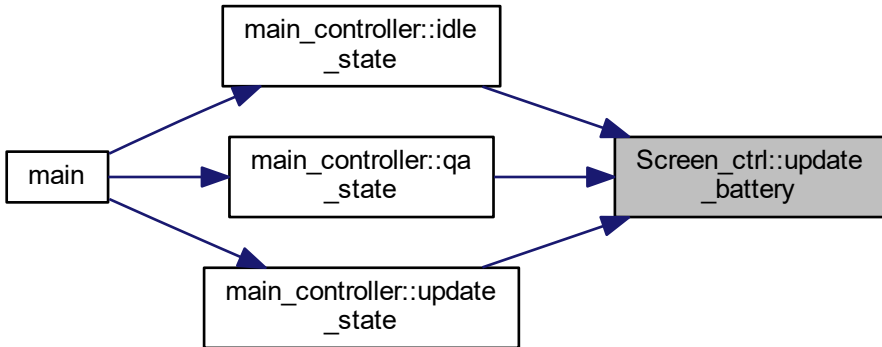 main_controller::idle
_state
main
main_controller::qa
_state
Screen_ctrl::update
_battery
main_controller::update
_state